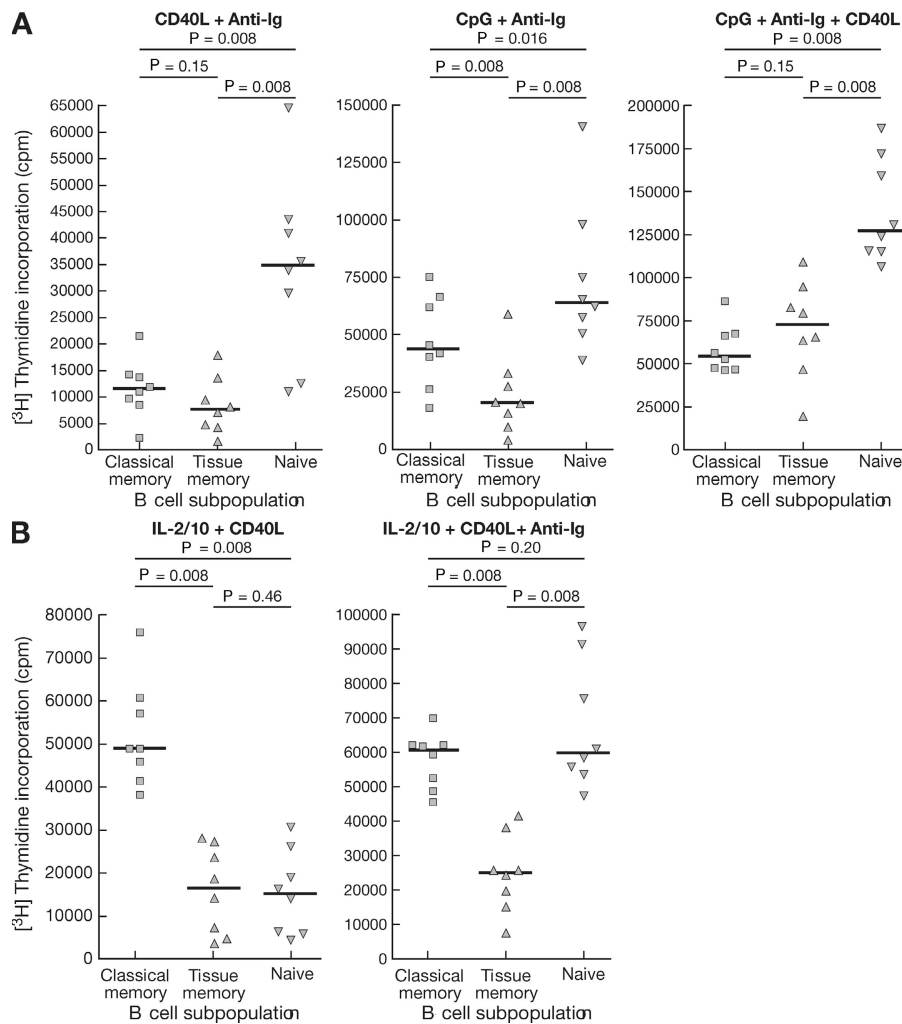 A
CD40L + Anti-Ig
P = 0.008
P = 0.15
P = 0.008
[³H] Thymidine incorporation (cpm)
65000
60000
55000
50000
45000
40000
35000
30000
25000
20000
15000
10000
5000
0
Classical memory
Tissue memory
Naive
B cell subpopulation
CpG + Anti-Ig
P = 0.016
P = 0.008
P = 0.008
150000
125000
100000
75000
50000
25000
0
Classical memory
Tissue memory
Naive
B cell subpopulation
CpG + Anti-Ig + CD40L
P = 0.008
P = 0.15
P = 0.008
200000
175000
150000
125000
100000
75000
50000
25000
0
Classical memory
Tissue memory
Naive
B cell subpopulation
B
IL-2/10 + CD40L
P = 0.008
P = 0.008
P = 0.46
[³H] Thymidine incorporation (cpm)
80000
70000
60000
50000
40000
30000
20000
10000
0
Classical memory
Tissue memory
Naive
B cell subpopulation
IL-2/10 + CD40L + Anti-Ig
P = 0.20
P = 0.008
P = 0.008
100000
90000
80000
70000
60000
50000
40000
30000
20000
10000
0
Classical memory
Tissue memory
Naive
B cell subpopulation